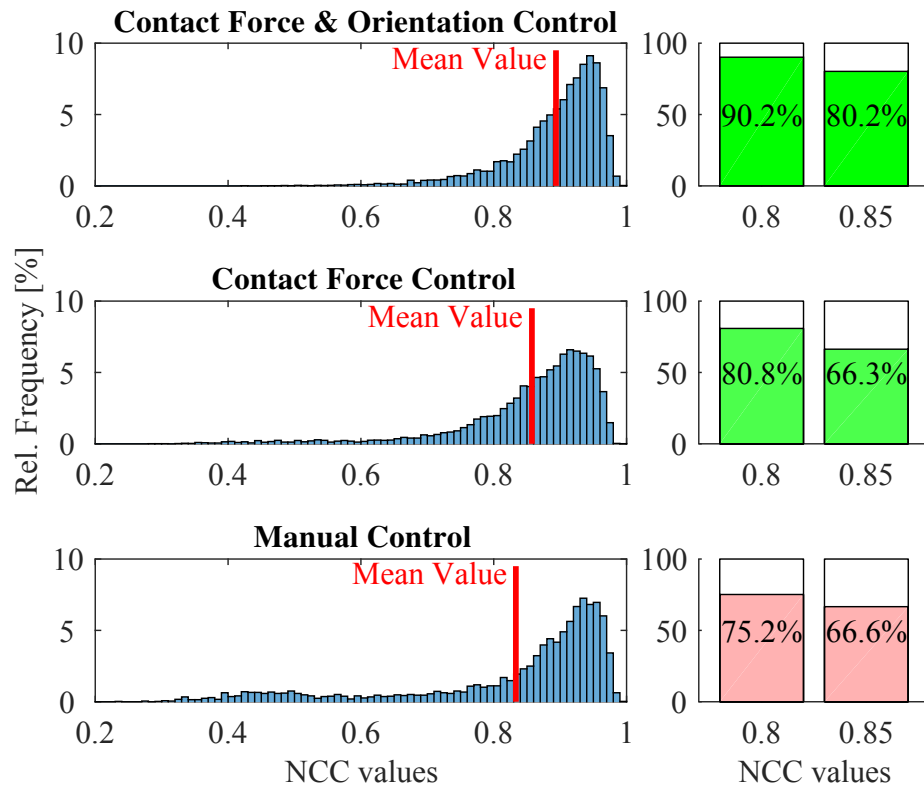 Contact Force & Orientation Control
Mean Value
10
5
0
0.2 0.4 0.6 0.8 1
100
50
0
90.2% 80.2%
0.8 0.85
Rel. Frequency [%]
Contact Force Control
Mean Value
10
5
0
0.2 0.4 0.6 0.8 1
100
50
0
80.8% 66.3%
0.8 0.85
Manual Control
Mean Value
10
5
0
0.2 0.4 0.6 0.8 1
NCC values
100
50
0
75.2% 66.6%
0.8 0.85
NCC values